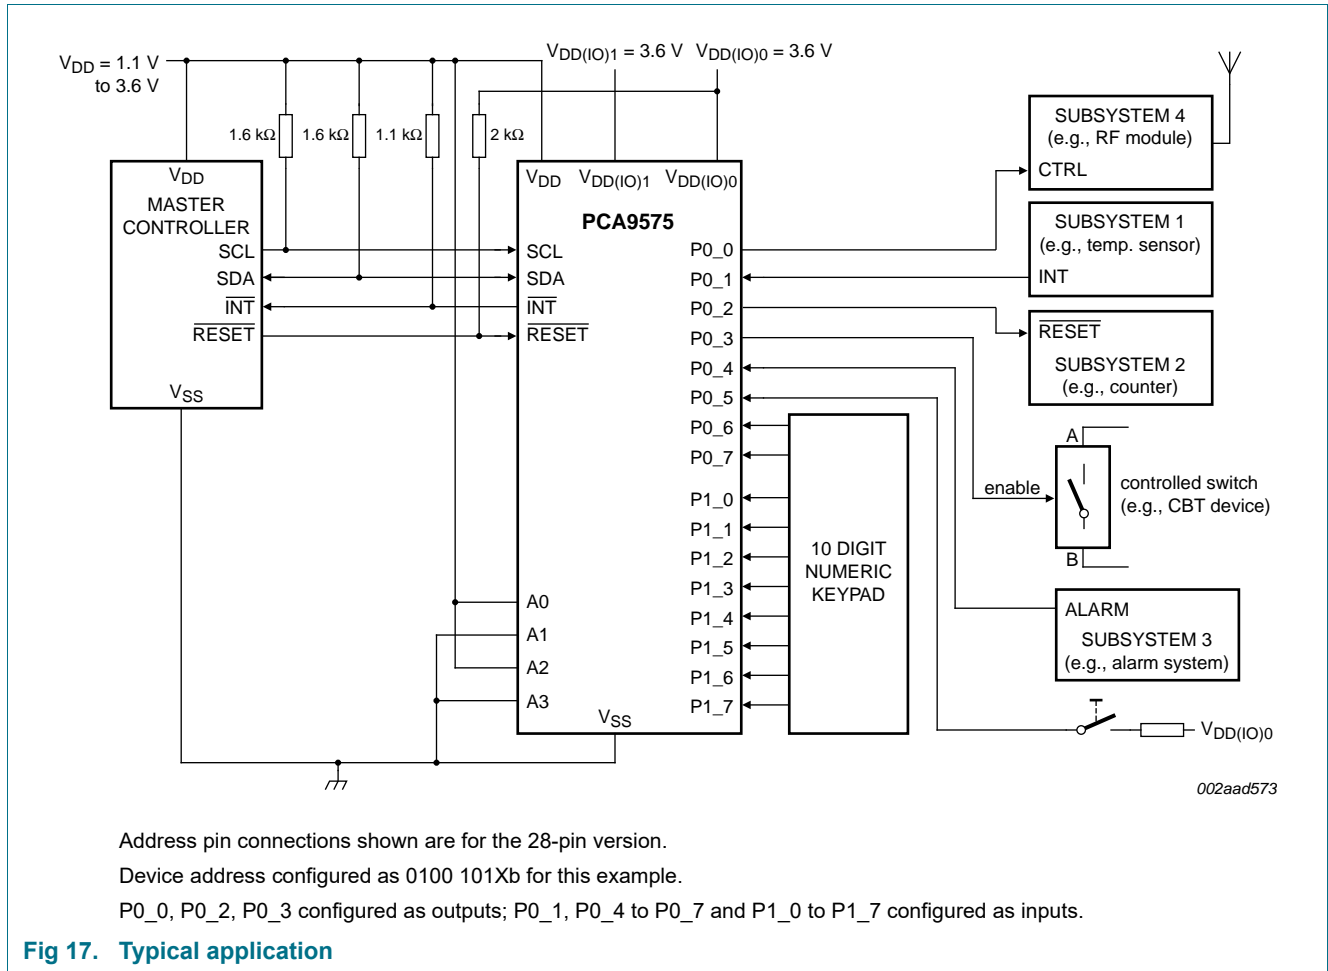 VDD = 1.1 V
to 3.6 V
VDD(IO)1 = 3.6 V
VDD(IO)0 = 3.6 V
1.6 kΩ
1.6 kΩ
1.1 kΩ
2 kΩ
VDD
MASTER
CONTROLLER
SCL
SDA
INT
RESET
VSS
VDD
VDD(IO)1
VDD(IO)0
PCA9575
SCL
SDA
INT
RESET
A0
A1
A2
A3
VSS
P0_0
P0_1
P0_2
P0_3
P0_4
P0_5
P0_6
P0_7
P1_0
P1_1
P1_2
P1_3
P1_4
P1_5
P1_6
P1_7
10 DIGIT
NUMERIC
KEYPAD
SUBSYSTEM 4
(e.g., RF module)
CTRL
SUBSYSTEM 1
(e.g., temp. sensor)
INT
RESET
SUBSYSTEM 2
(e.g., counter)
A
enable
controlled switch
(e.g., CBT device)
B
ALARM
SUBSYSTEM 3
(e.g., alarm system)
VDD(IO)0
002aad573
Address pin connections shown are for the 28-pin version.
Device address configured as 0100 101Xb for this example.
P0_0, P0_2, P0_3 configured as outputs; P0_1, P0_4 to P0_7 and P1_0 to P1_7 configured as inputs.
Fig 17. Typical application